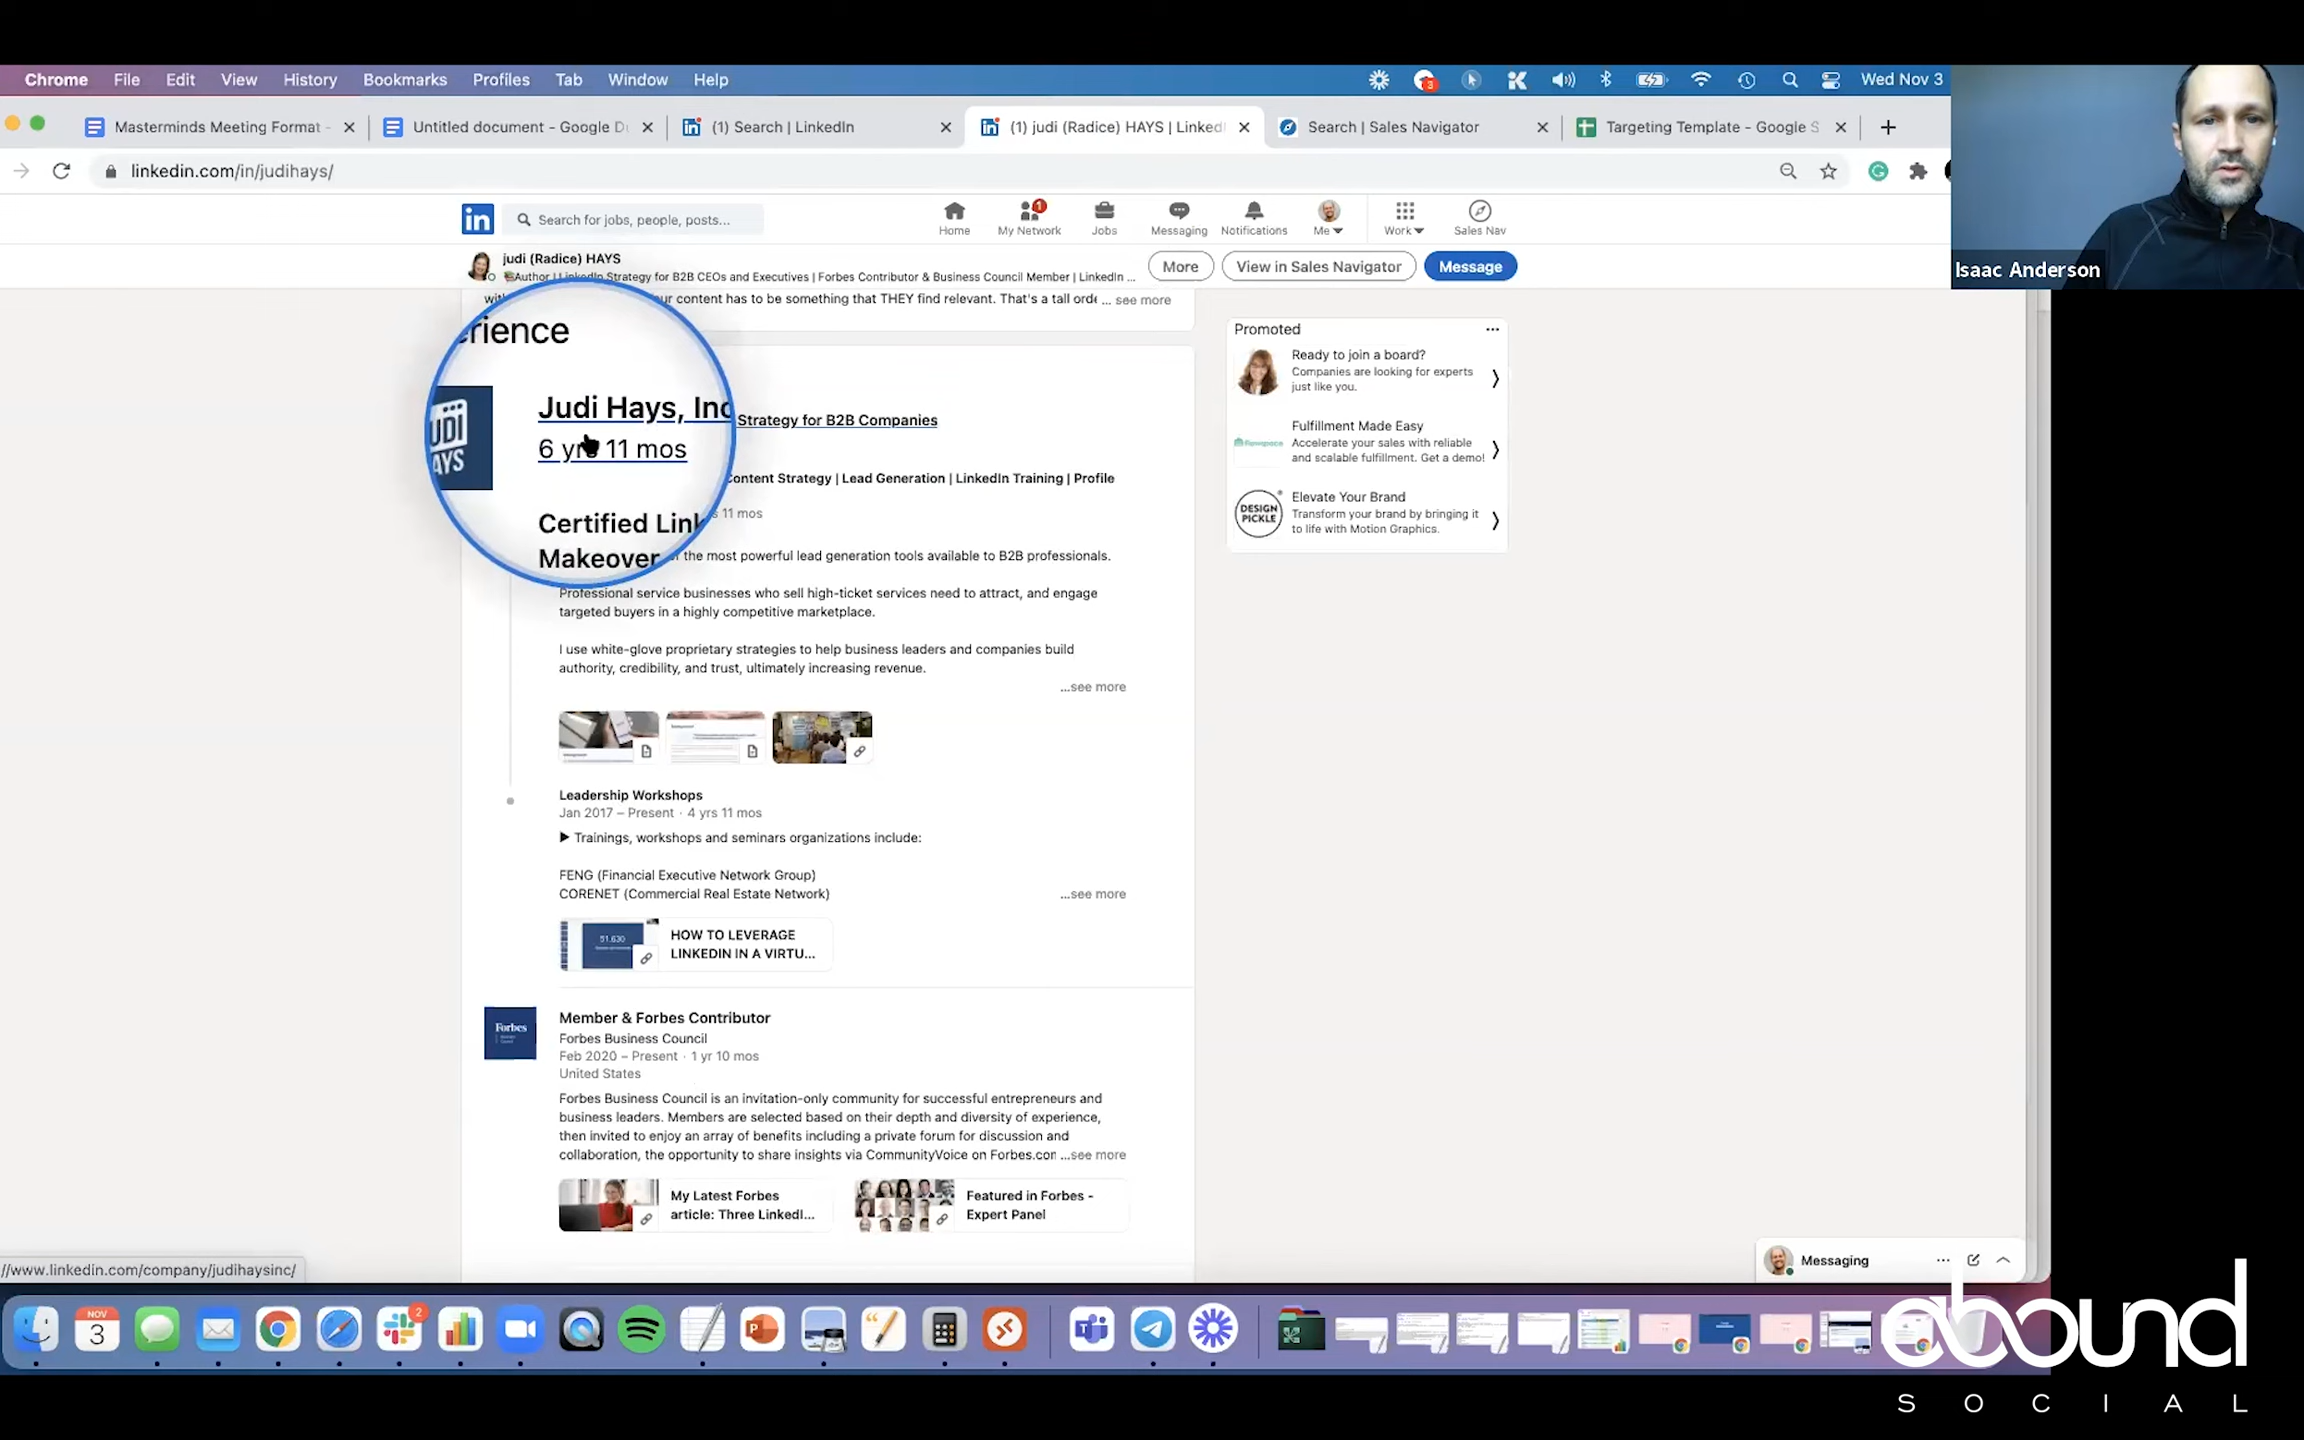 Chrome File Edit View History Bookmarks Profiles Tab Window Help
3
Wed Nov 3
Masterminds Meeting Format -
Untitled document - Google D
(1) Search | LinkedIn
(1) judi (Radice) HAYS | Linked
Search | Sales Navigator
Targeting Template - Google S
linkedin.com/in/judihays/
Isaac Anderson
in
Search for jobs, people, posts...
Home
1
My Network
Jobs
Messaging
Notifications
Me
Work
Sales Nav
judi (Radice) HAYS
Author | LinkedIn Strategy for B2B CEOs and Executives | Forbes Contributor & Business Council Member | LinkedIn ...
More
View in Sales Navigator
Message
ur content has to be something that THEY find relevant. That's a tall orde ... see more
erience
JUDI
HAYS
Judi Hays, Inc Strategy for B2B Companies
6 yrs 11 mos
Certified Link ontent Strategy | Lead Generation | LinkedIn Training | Profile
Makeover
s 11 mos
f the most powerful lead generation tools available to B2B professionals.
Professional service businesses who sell high-ticket services need to attract, and engage
targeted buyers in a highly competitive marketplace.
I use white-glove proprietary strategies to help business leaders and companies build
authority, credibility, and trust, ultimately increasing revenue.
...see more
Leadership Workshops
Jan 2017 – Present · 4 yrs 11 mos
▶ Trainings, workshops and seminars organizations include:
FENG (Financial Executive Network Group)
CORENET (Commercial Real Estate Network)
...see more
51,630
HOW TO LEVERAGE
LINKEDIN IN A VIRTU...
Forbes
Member & Forbes Contributor
Forbes Business Council
Feb 2020 – Present · 1 yr 10 mos
United States
Forbes Business Council is an invitation-only community for successful entrepreneurs and
business leaders. Members are selected based on their depth and diversity of experience,
then invited to enjoy an array of benefits including a private forum for discussion and
collaboration, the opportunity to share insights via CommunityVoice on Forbes.com ...see more
My Latest Forbes
article: Three LinkedI...
Featured in Forbes -
Expert Panel
Promoted
Ready to join a board?
Companies are looking for experts
just like you.
flowspace
Fulfillment Made Easy
Accelerate your sales with reliable
and scalable fulfillment. Get a demo!
DESIGN
PICKLE
Elevate Your Brand
Transform your brand by bringing it
to life with Motion Graphics.
Messaging
//www.linkedin.com/company/judihaysinc/
NOV
3
2
abound
SOCIAL